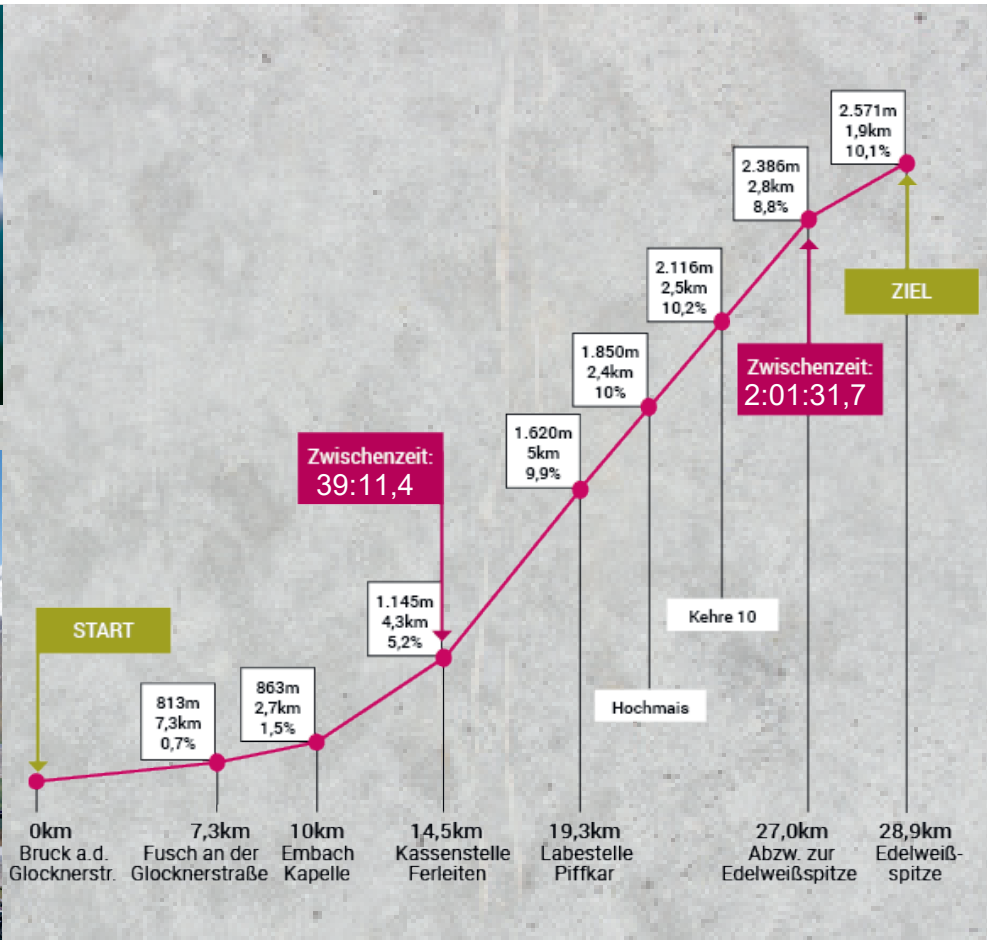 2.571m
1,9km
10,1%
2.386m
2,8km
8,8%
2.116m
2,5km
10,2%
ZIEL
1.850m
2,4km
10%
Zwischenzeit:
2:01:31,7
1.620m
5km
9,9%
Zwischenzeit:
39:11,4
1.145m
4,3km
5,2%
START
Kehre 10
813m
7,3km
0,7%
863m
2,7km
1,5%
Hochmais
0km
Bruck a.d.
Glocknerstr.
7,3km
Fusch an der
Glocknerstraße
10km
Embach
Kapelle
14,5km
Kassenstelle
Ferleiten
19,3km
Labestelle
Piffkar
27,0km
Abzw. zur
Edelweißspitze
28,9km
Edelweiß-
spitze